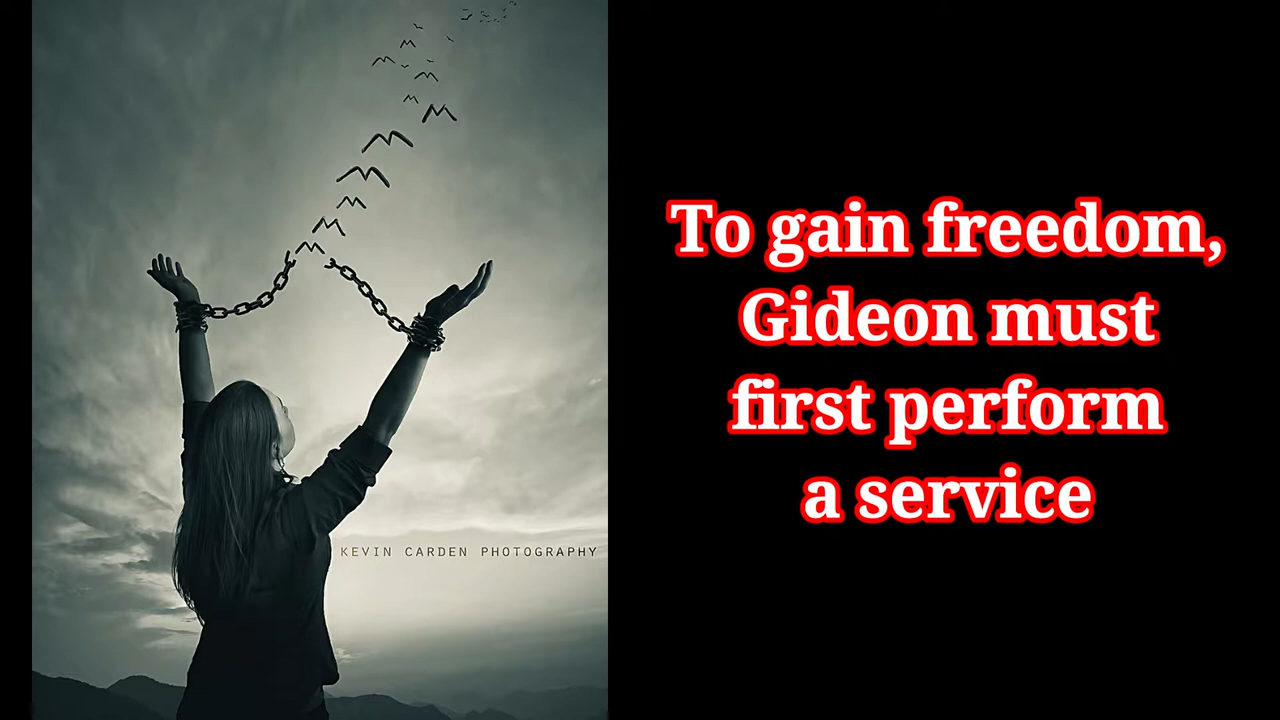 KEVIN CARDEN PHOTOGRAPHY
To gain freedom,
Gideon must
first perform
a service